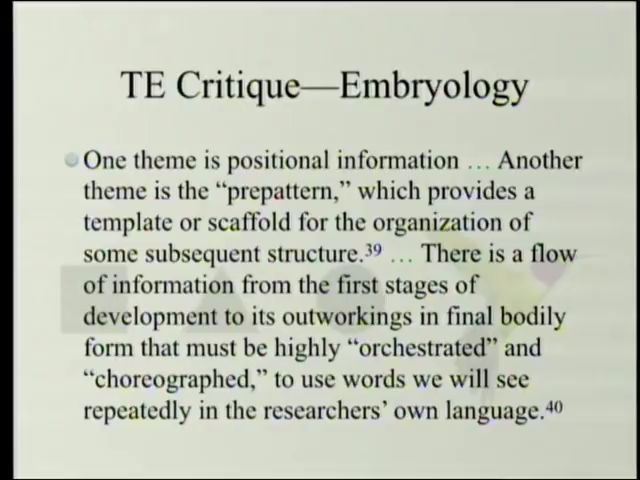 TE Critique—Embryology
One theme is positional information … Another
theme is the “prepattern,” which provides a
template or scaffold for the organization of
some subsequent structure.39 … There is a flow
of information from the first stages of
development to its outworkings in final bodily
form that must be highly “orchestrated” and
“choreographed,” to use words we will see
repeatedly in the researchers’ own language.40